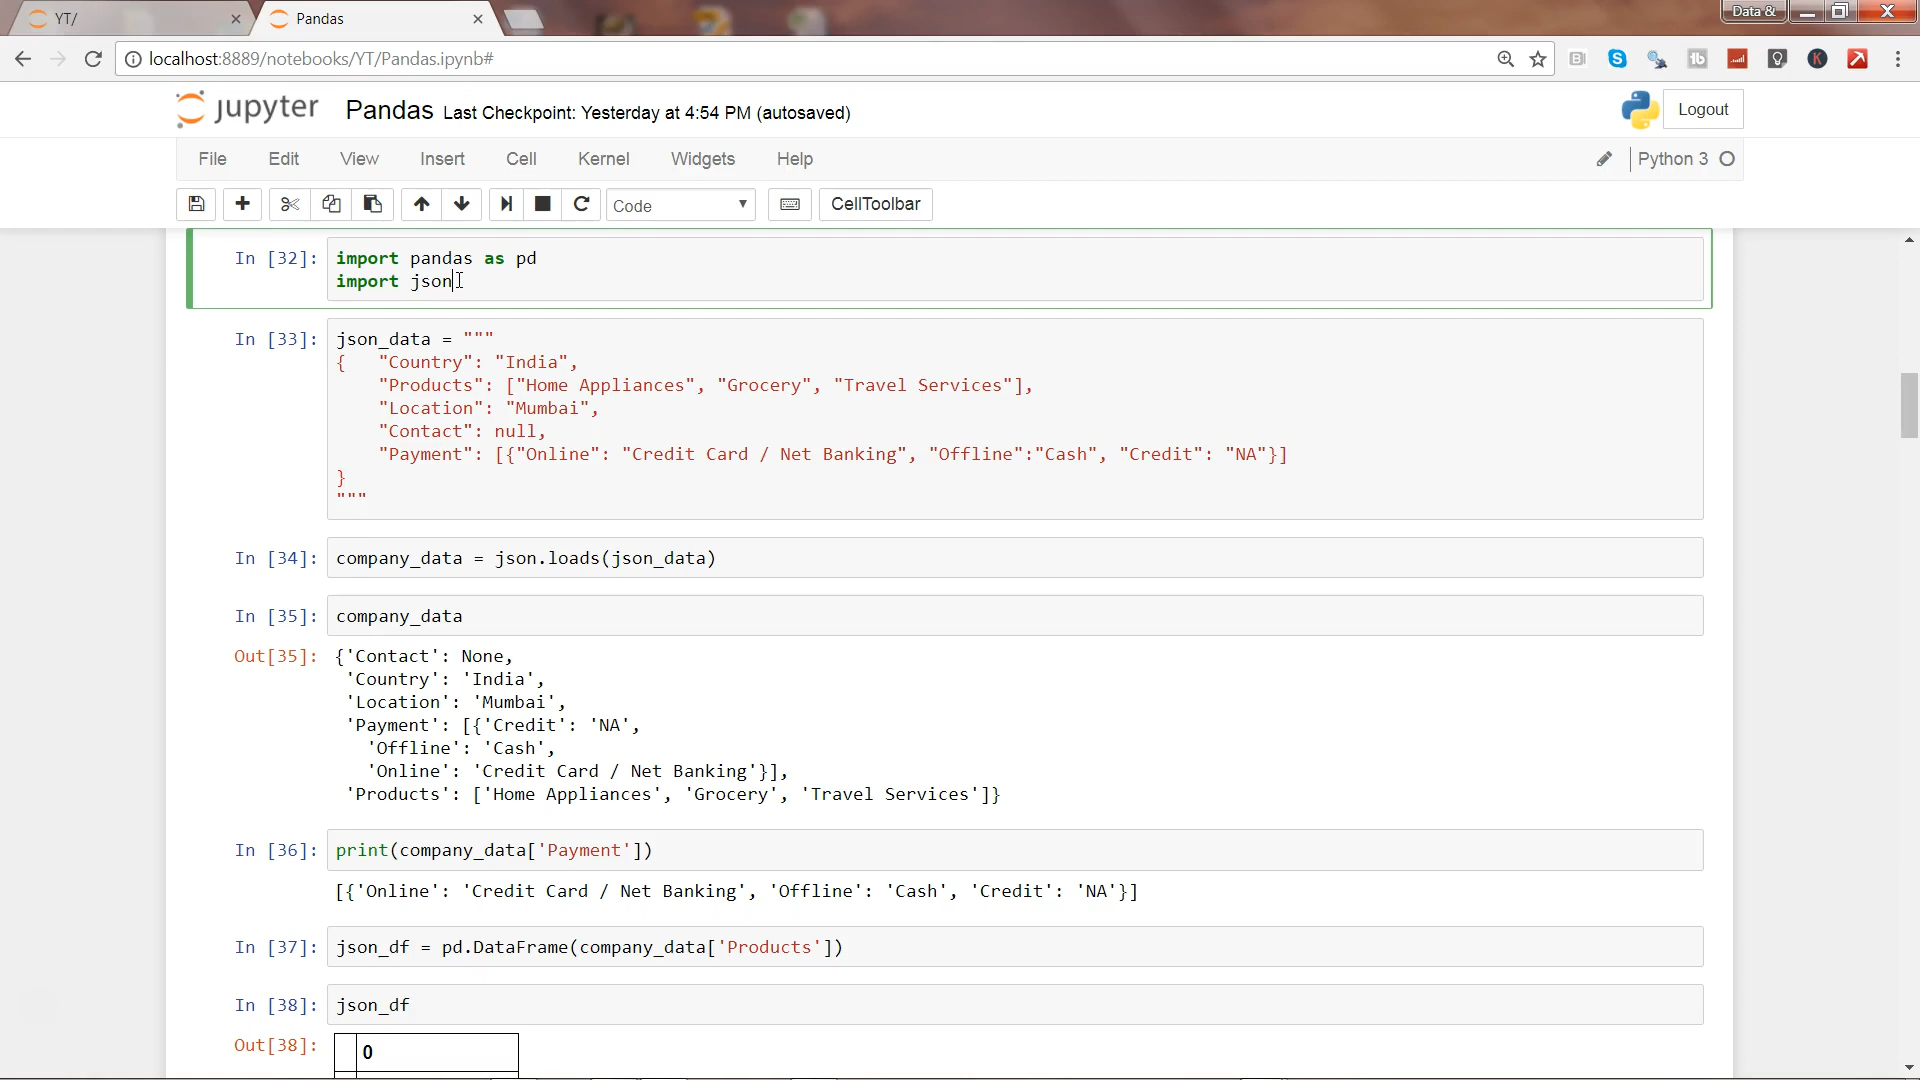 YT/
Pandas
Data &
localhost:8889/notebooks/YT/Pandas.ipynb#
jupyter Pandas Last Checkpoint: Yesterday at 4:54 PM (autosaved)
Logout
File Edit View Insert Cell Kernel Widgets Help
Python 3
Code
CellToolbar
In [32]: import pandas as pd
import json
In [33]: json_data = """
{ "Country": "India",
"Products": ["Home Appliances", "Grocery", "Travel Services"],
"Location": "Mumbai",
"Contact": null,
"Payment": [{"Online": "Credit Card / Net Banking", "Offline":"Cash", "Credit": "NA"}]
}
"""
In [34]: company_data = json.loads(json_data)
In [35]: company_data
Out[35]: {'Contact': None,
'Country': 'India',
'Location': 'Mumbai',
'Payment': [{'Credit': 'NA',
'Offline': 'Cash',
'Online': 'Credit Card / Net Banking'}],
'Products': ['Home Appliances', 'Grocery', 'Travel Services']}
In [36]: print(company_data['Payment'])
[{'Online': 'Credit Card / Net Banking', 'Offline': 'Cash', 'Credit': 'NA'}]
In [37]: json_df = pd.DataFrame(company_data['Products'])
In [38]: json_df
Out[38]:
0